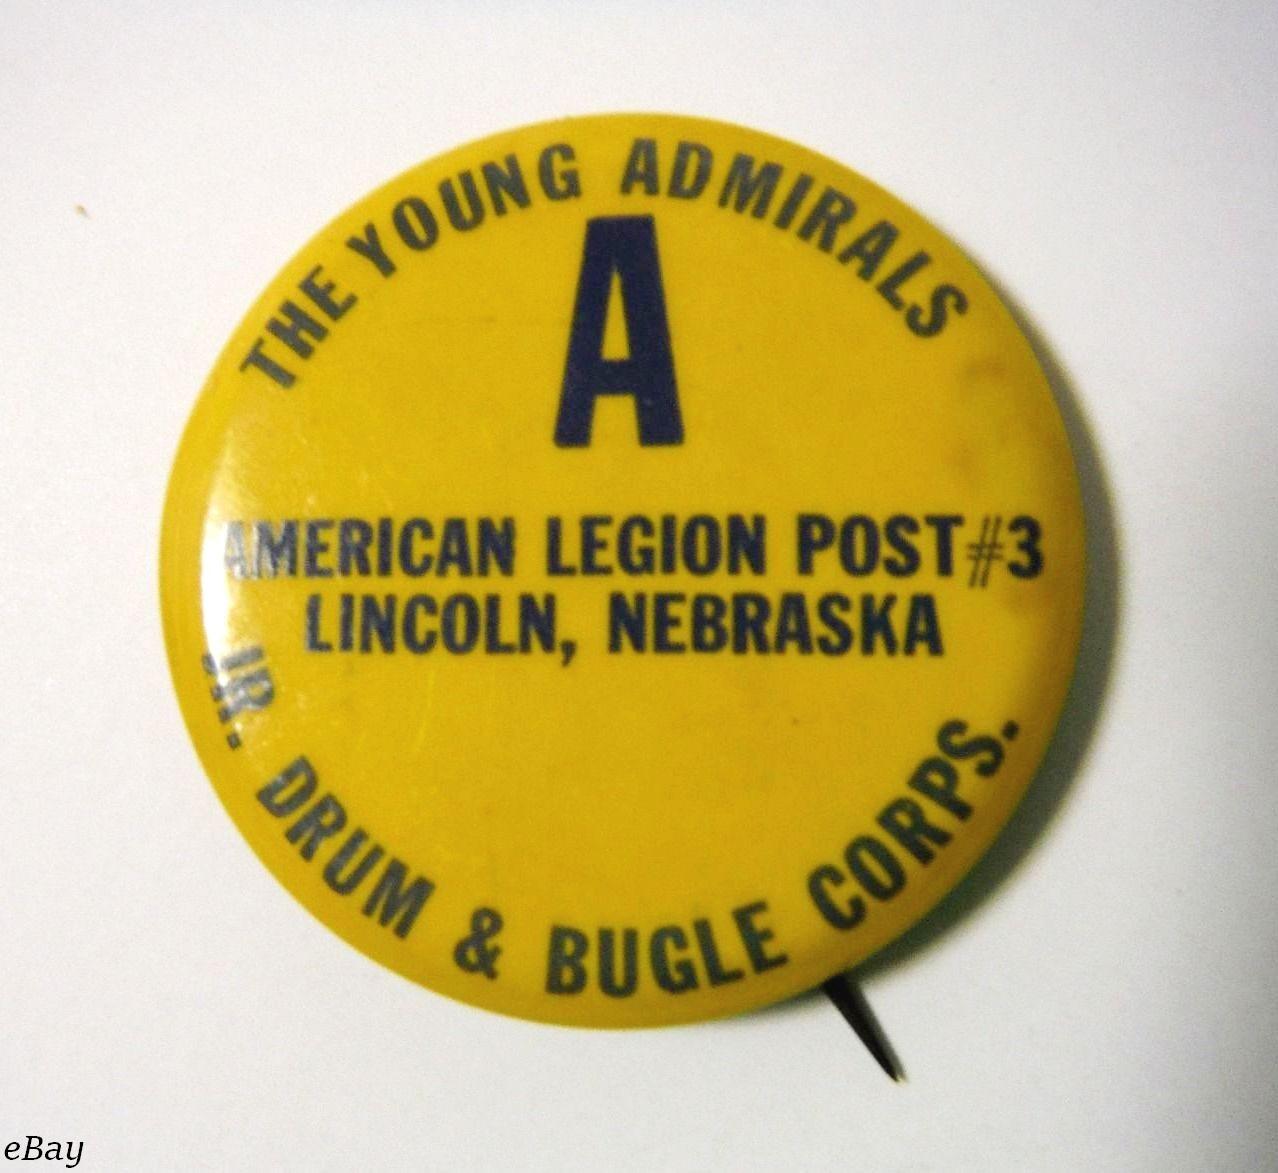 THE YOUNG ADMIRALS
A
AMERICAN LEGION POST #3
LINCOLN, NEBRASKA
JR. DRUM & BUGLE CORPS.
eBay